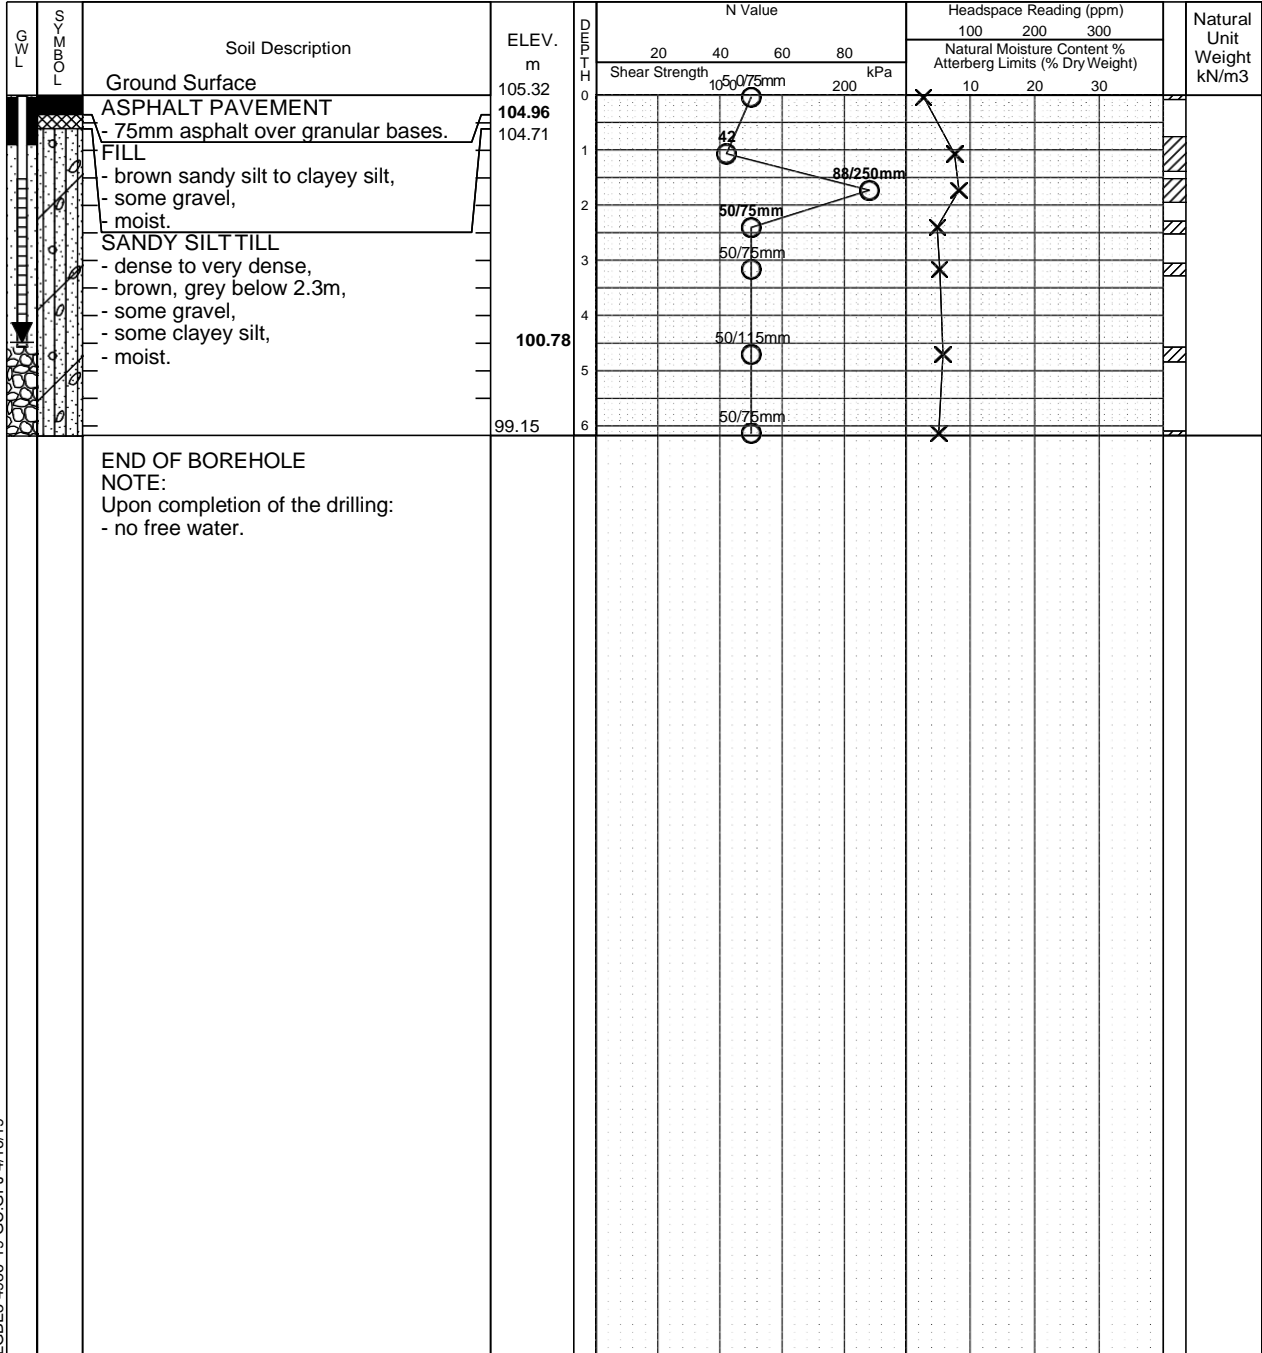 GWL
SYMBOL
Soil Description
ELEV.
m
DEPTH
N Value
20 40 60 80
Shear Strength kPa
100 200
Headspace Reading (ppm)
100 200 300
Natural Moisture Content %
Atterberg Limits (% Dry Weight)
10 20 30
Natural
Unit
Weight
kN/m3
Ground Surface
105.32
0
50/75mm
ASPHALT PAVEMENT
104.96
- 75mm asphalt over granular bases.
104.71
42
FILL
1
- brown sandy silt to clayey silt,
88/250mm
- some gravel,
2
- moist.
50/75mm
SANDY SILT TILL
50/75mm
- dense to very dense,
3
- brown, grey below 2.3m,
- some gravel,
4
- some clayey silt,
100.78
50/115mm
- moist.
5
50/75mm
99.15
6
END OF BOREHOLE
NOTE:
Upon completion of the drilling:
- no free water.